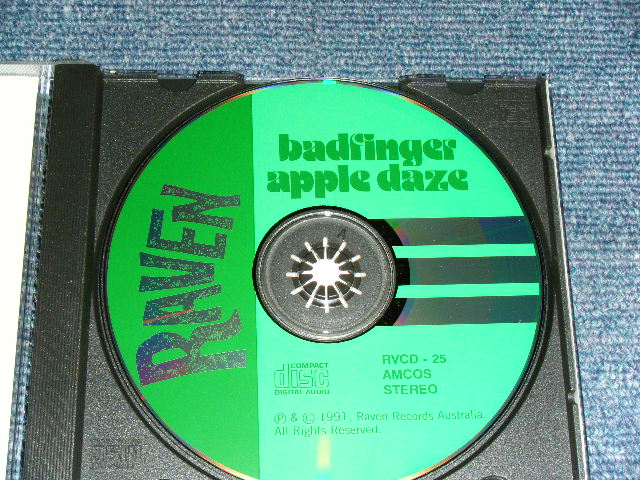 badfinger
apple daze
RAVEN
A
COMPACT
disc
DIGITAL AUDIO
RVCD - 25
AMCOS
STEREO
℗ & © 1991, Raven Records Australia.
All Rights Reserved.